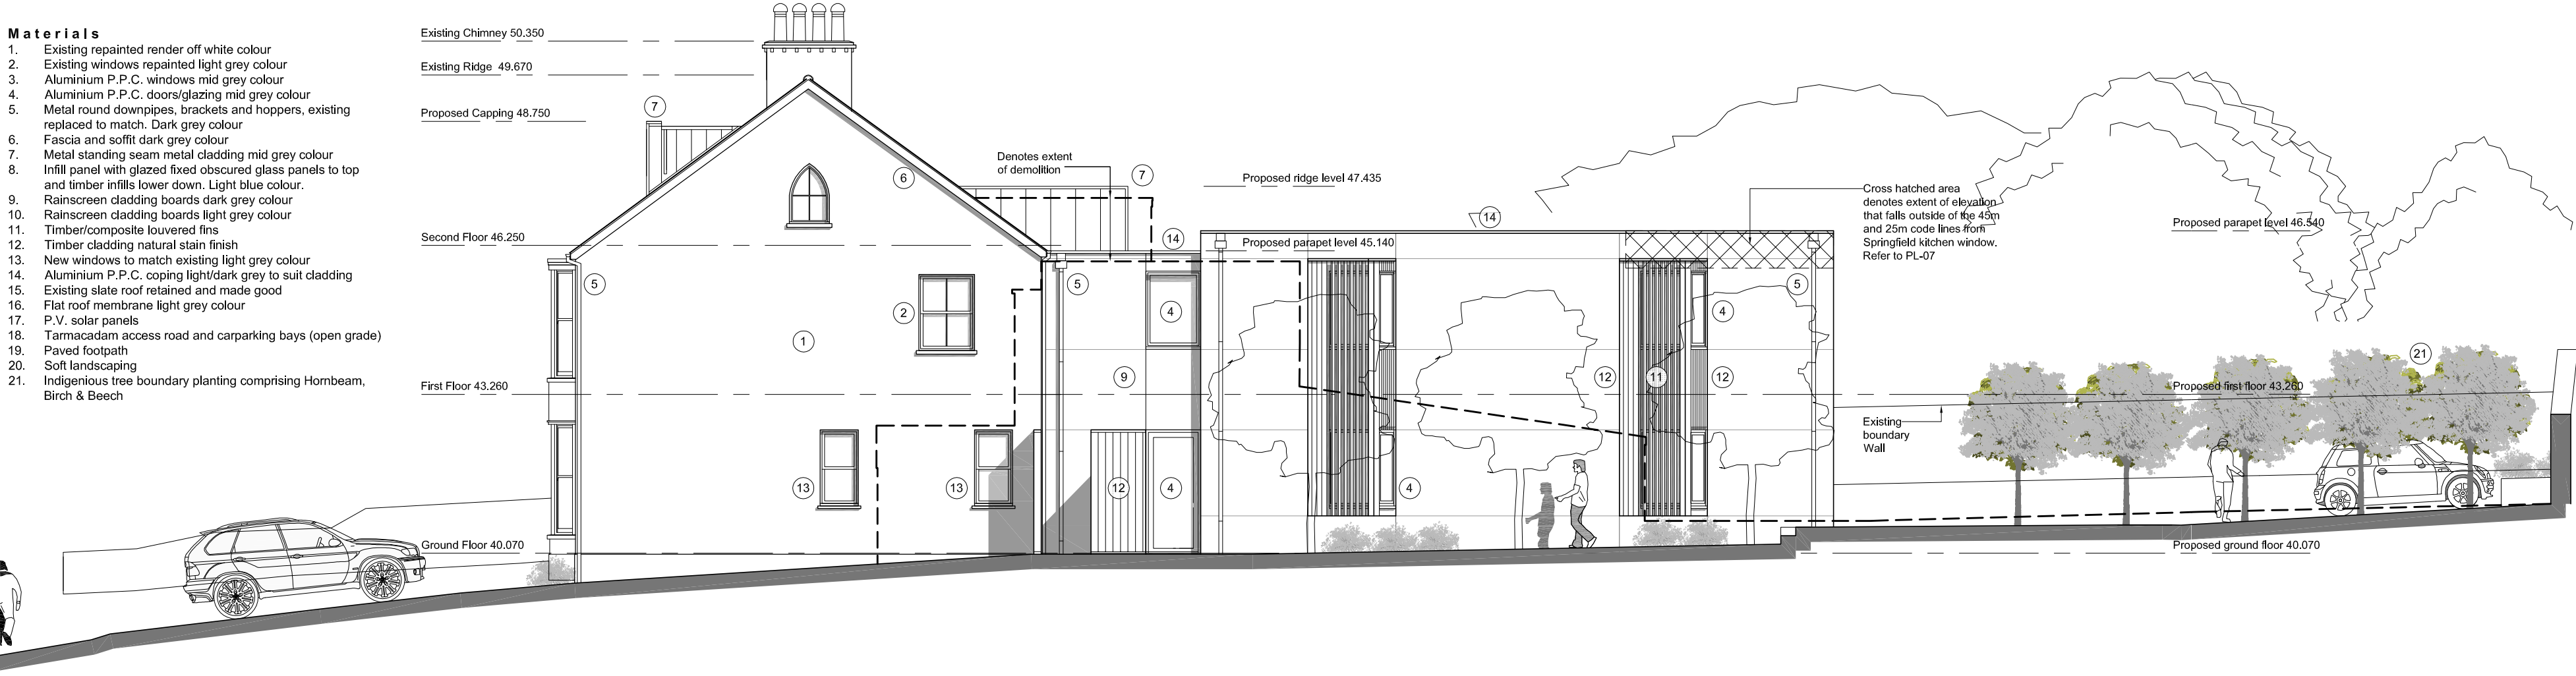 Materials
1. Existing repainted render off white colour
2. Existing windows repainted light grey colour
3. Aluminium P.P.C. windows mid grey colour
4. Aluminium P.P.C. doors/glazing mid grey colour
5. Metal round downpipes, brackets and hoppers, existing
replaced to match. Dark grey colour
6. Fascia and soffit dark grey colour
7. Metal standing seam metal cladding mid grey colour
8. Infill panel with glazed fixed obscured glass panels to top
and timber infills lower down. Light blue colour.
9. Rainscreen cladding boards dark grey colour
10. Rainscreen cladding boards light grey colour
11. Timber/composite louvered fins
12. Timber cladding natural stain finish
13. New windows to match existing light grey colour
14. Aluminium P.P.C. coping light/dark grey to suit cladding
15. Existing slate roof retained and made good
16. Flat roof membrane light grey colour
17. P.V. solar panels
18. Tarmacadam access road and carparking bays (open grade)
19. Paved footpath
20. Soft landscaping
21. Indigenious tree boundary planting comprising Hornbeam,
Birch & Beech
Existing Chimney 50.350
Existing Ridge 49.670
Proposed Capping 48.750
Second Floor 46.250
First Floor 43.260
Ground Floor 40.070
7
6
5
2
1
13
13
Denotes extent
of demolition
7
14
5
4
9
12
4
Proposed ridge level 47.435
Proposed parapet level 45.140
14
4
12
11
12
4
5
Cross hatched area
denotes extent of elevation
that falls outside of the 45m
and 25m code lines from
Springfield kitchen window.
Refer to PL-07
Existing
boundary
Wall
Proposed parapet level 46.540
21
Proposed first floor 43.260
Proposed ground floor 40.070